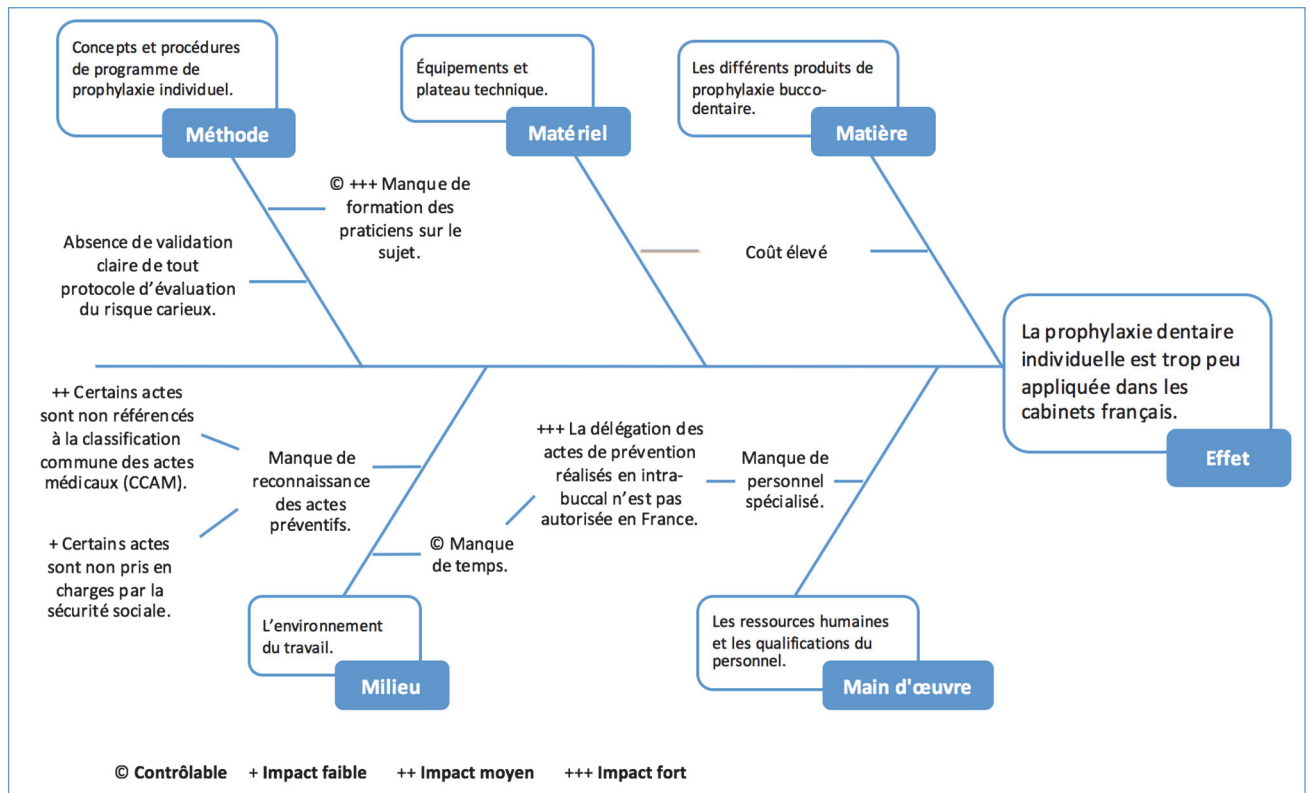 Concepts et procédures
de programme de
prophylaxie individuel.
Méthode
Équipements et
plateau technique.
Matériel
Les différents produits de
prophylaxie bucco-
dentaire.
Matière
© +++ Manque de
formation des
praticiens sur le
sujet.
Absence de validation
claire de tout
protocole d’évaluation
du risque carieux.
Coût élevé
La prophylaxie dentaire
individuelle est trop peu
appliquée dans les
cabinets français.
Effet
++ Certains actes
sont non référencés
à la classification
commune des actes
médicaux (CCAM).
+ Certains actes
sont non pris en
charges par la
sécurité sociale.
Manque de
reconnaissance
des actes
préventifs.
© Manque
de temps.
+++ La délégation des
actes de prévention
réalisés en intra-
buccal n’est pas
autorisée en France.
Manque de
personnel
spécialisé.
L’environnement
du travail.
Milieu
Les ressources humaines
et les qualifications du
personnel.
Main d'œuvre
© Contrôlable + Impact faible ++ Impact moyen +++ Impact fort